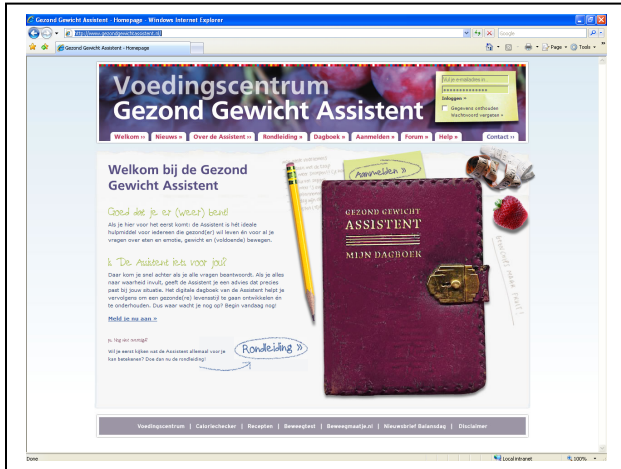 Gezond Gewicht Assistent - Homepage - Windows Internet Explorer
http://www.gezondgewichtassistent.nl/
Google
Gezond Gewicht Assistent - Homepage
Page
Tools
Voedingscentrum
Gezond Gewicht Assistent
Vul je e-mailadres in
Inloggen »
Gegevens onthouden
Wachtwoord vergeten »
Welkom »
Nieuws »
Over de Assistent »
Rondleiding »
Dagboek »
Aanmelden »
Forum »
Help »
Contact »
Welkom bij de Gezond
Gewicht Assistent
Goed dat je er (weer) bent!
Als je hier voor het eerst komt: de Assistent is hét ideale
hulpmiddel voor iedereen die gezond(er) wil leven én voor al je
vragen over eten en emotie, gewicht en (voldoende) bewegen.
Is 'De Assistent' iets voor jou?
Daar kom je snel achter als je alle vragen beantwoordt. Als je alles
naar waarheid invult, geeft de Assistent je een advies dat precies
past bij jouw situatie. Het digitale dagboek van de Assistent helpt je
vervolgens om een gezonde(re) levensstijl te gaan ontwikkelen én
te onderhouden. Dus waar wacht je nog op? Begin vandaag nog!
Meld je nu aan »
Wil je eerst kijken wat de Assistent allemaal voor je
kan betekenen? Doe dan nu de rondleiding!
Rondleiding »
Aanmelden »
GEZOND GEWICHT
ASSISTENT
MIJN DAGBOEK
Voedingscentrum | Caloriechecker | Recepten | Beweegtest | Beweegmaatje.nl | Nieuwsbrief Balansdag | Disclaimer
Done
Local intranet
100%